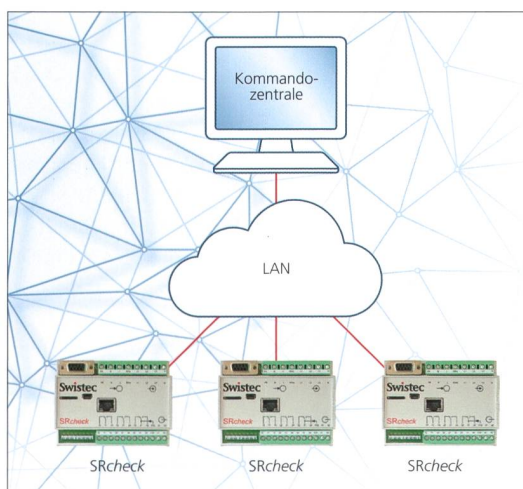 Kommando-
zentrale
LAN
Swistec
SRcheck
Swistec
SRcheck
Swistec
SRcheck
SRcheck
SRcheck
SRcheck